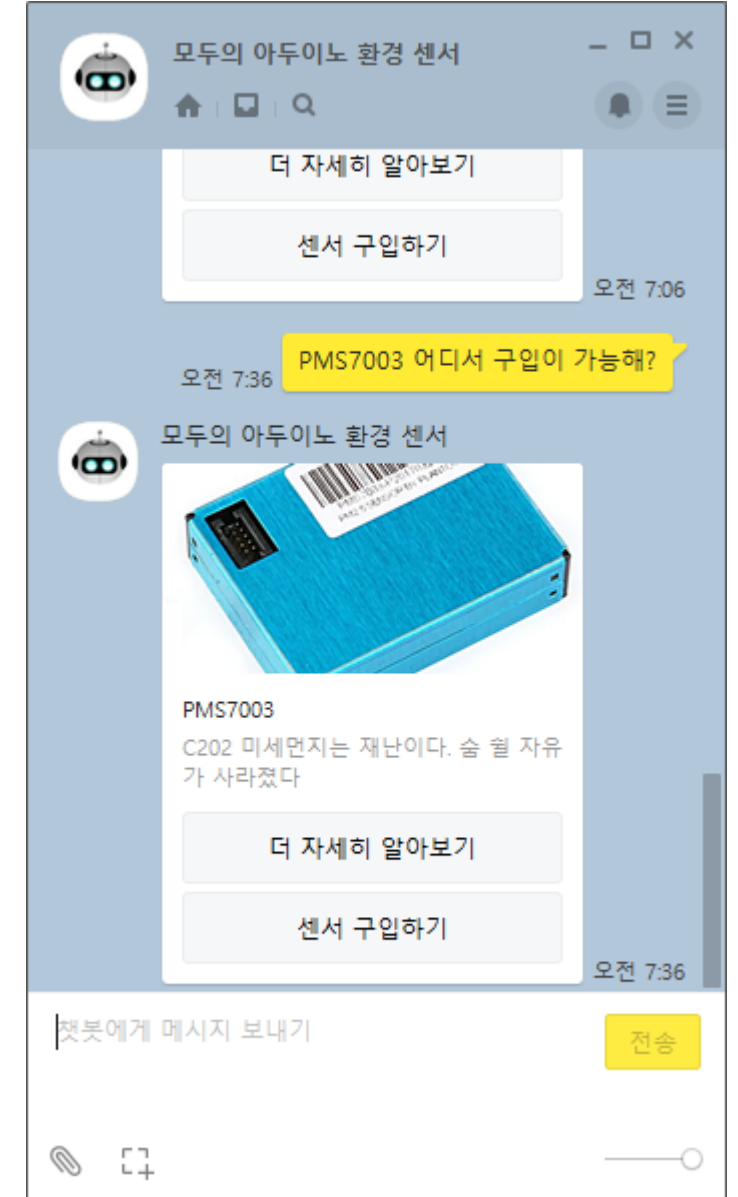 모두의 아두이노 환경 센서
더 자세히 알아보기
센서 구입하기
오전 7:06
PMS7003 어디서 구입이 가능해?
오전 7:36
모두의 아두이노 환경 센서
PMS7003
C202 미세먼지는 재난이다. 숨 쉴 자유
가 사라졌다
더 자세히 알아보기
센서 구입하기
오전 7:36
챗봇에게 메시지 보내기
전송